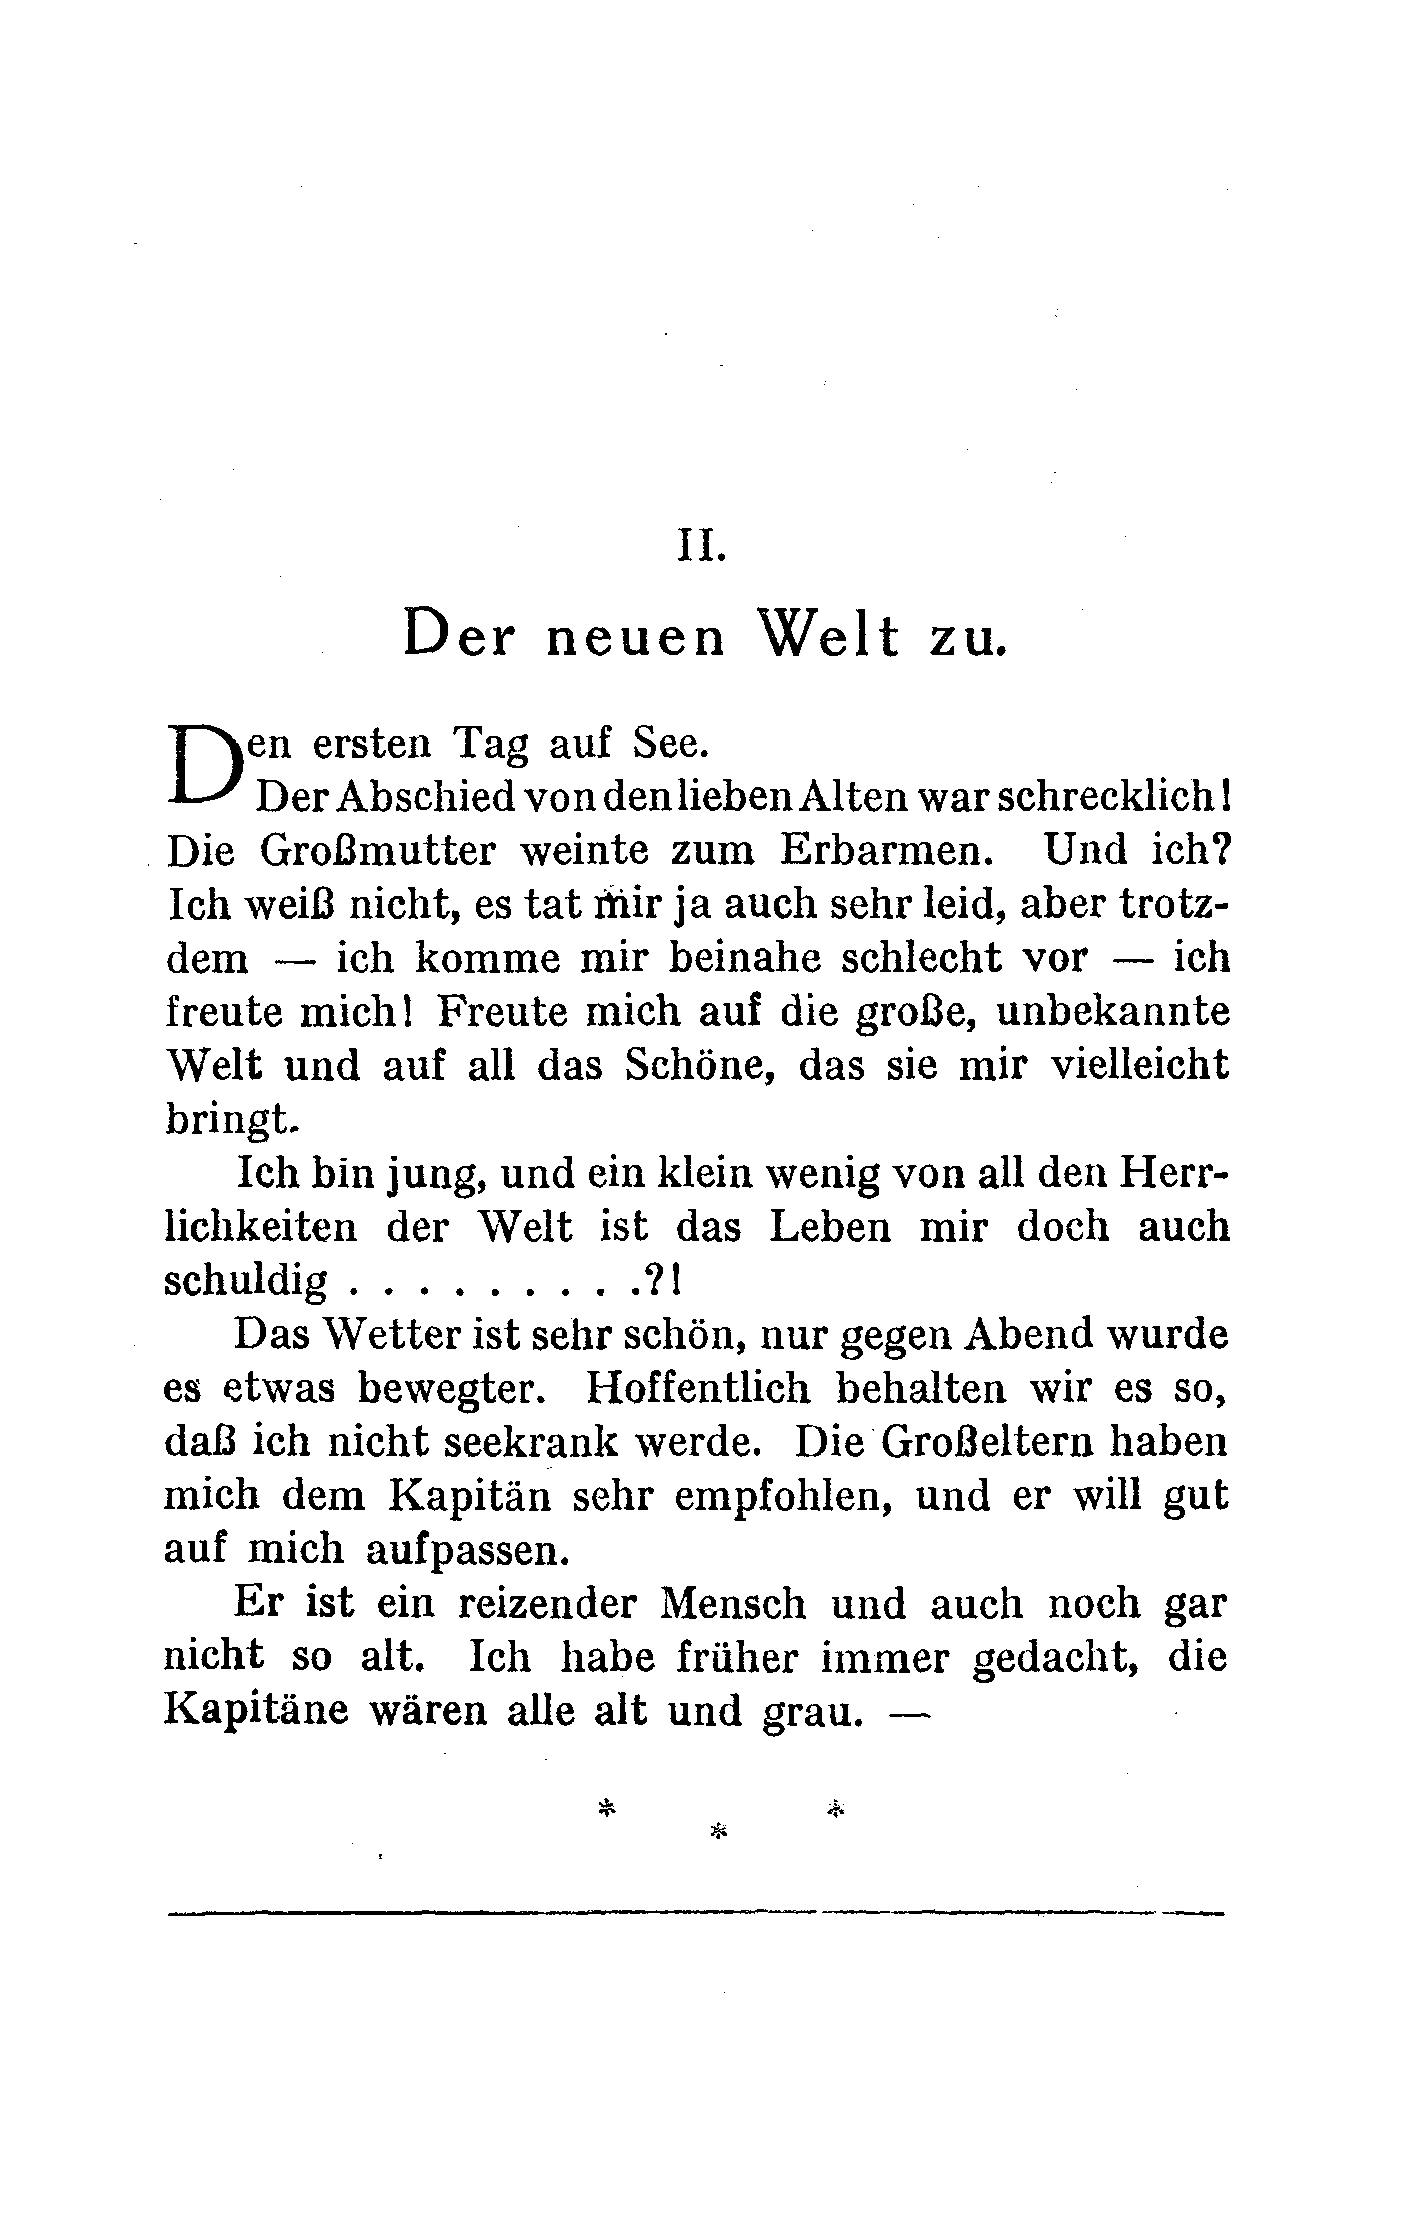 II.
Der neuen Welt zu.
Den ersten Tag auf See.
Der Abschied von den lieben Alten war schrecklich!
Die Großmutter weinte zum Erbarmen. Und ich?
Ich weiß nicht, es tat mir ja auch sehr leid, aber trotz-
dem — ich komme mir beinahe schlecht vor — ich
freute mich! Freute mich auf die große, unbekannte
Welt und auf all das Schöne, das sie mir vielleicht
bringt.
Ich bin jung, und ein klein wenig von all den Herr-
lichkeiten der Welt ist das Leben mir doch auch
schuldig . . . . . . . . .?!
Das Wetter ist sehr schön, nur gegen Abend wurde
es etwas bewegter. Hoffentlich behalten wir es so,
daß ich nicht seekrank werde. Die Großeltern haben
mich dem Kapitän sehr empfohlen, und er will gut
auf mich aufpassen.
Er ist ein reizender Mensch und auch noch gar
nicht so alt. Ich habe früher immer gedacht, die
Kapitäne wären alle alt und grau. —
* * *